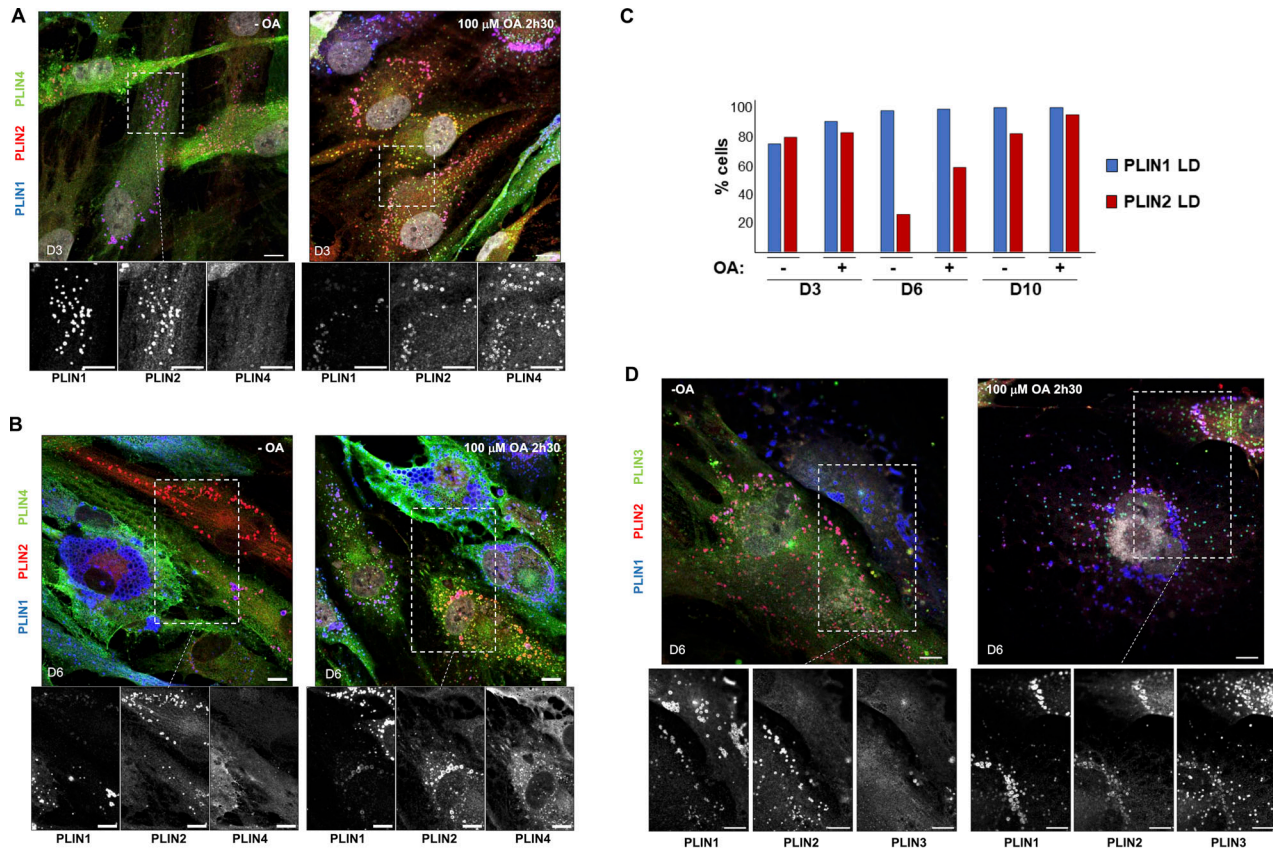 A
PLIN1 PLIN2 PLIN4
- OA
D3
100 µM OA 2h30
D3
PLIN1 PLIN2 PLIN4
PLIN1 PLIN2 PLIN4
B
PLIN1 PLIN2 PLIN4
- OA
D6
100 µM OA 2h30
D6
PLIN1 PLIN2 PLIN4
PLIN1 PLIN2 PLIN4
C
% cells
100
80
60
40
20
PLIN1 LD
PLIN2 LD
OA: - + - + - +
D3 D6 D10
D
PLIN1 PLIN2 PLIN3
-OA
D6
100 µM OA 2h30
D6
PLIN1 PLIN2 PLIN3
PLIN1 PLIN2 PLIN3